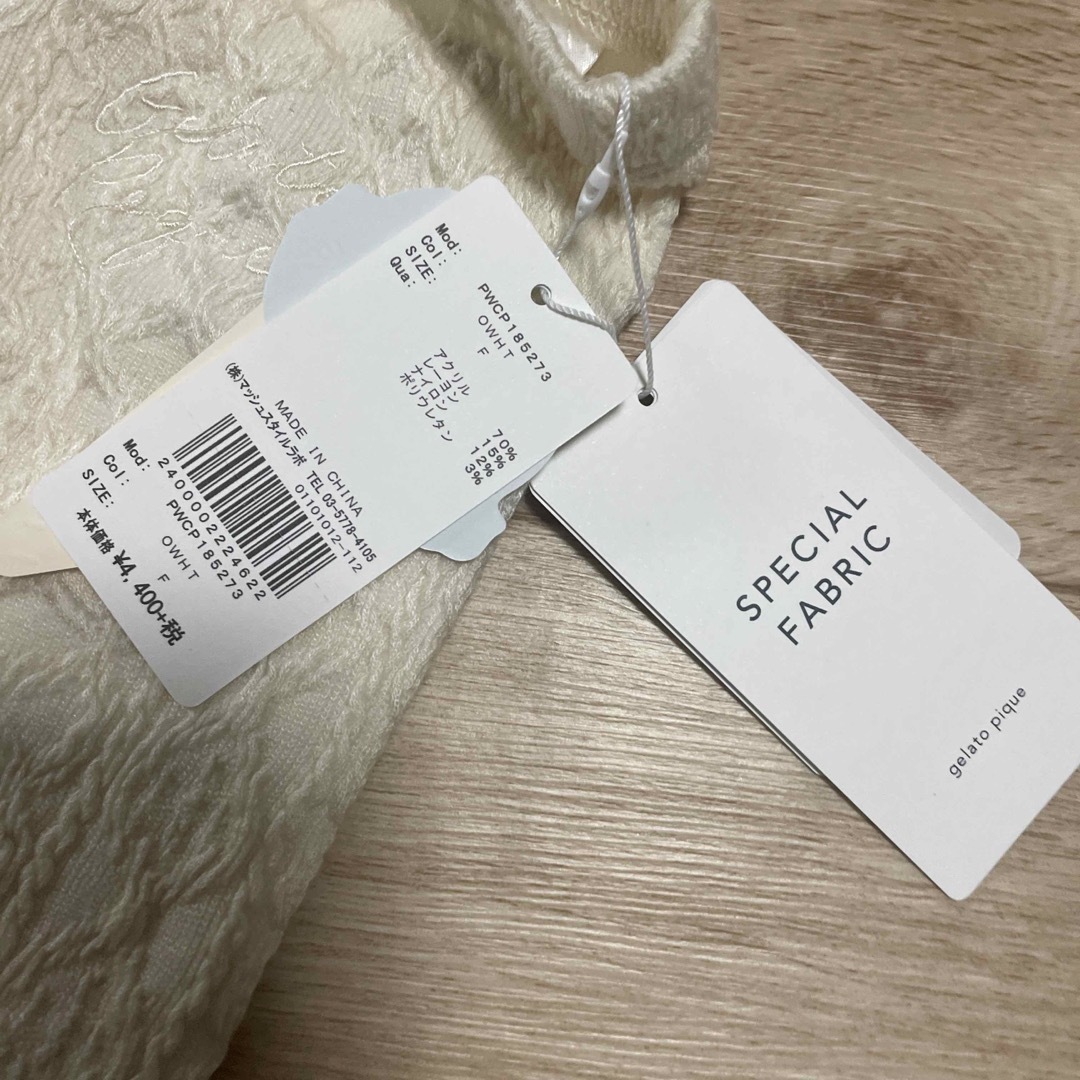 Mod: PWCP185273
Col: OWHT
SIZE: F
Qua:
アクリル 70%
レーヨン 15%
ナイロン 12%
ポリウレタン 3%
MADE IN CHINA
(株)マッシュスタイルラボ TEL 03-5778-4105
01101012-112
2400002224622
Mod: PWCP185273
Col: OWHT
SIZE: F
本体価格 ¥4,400+税
SPECIAL
FABRIC
gelato pique